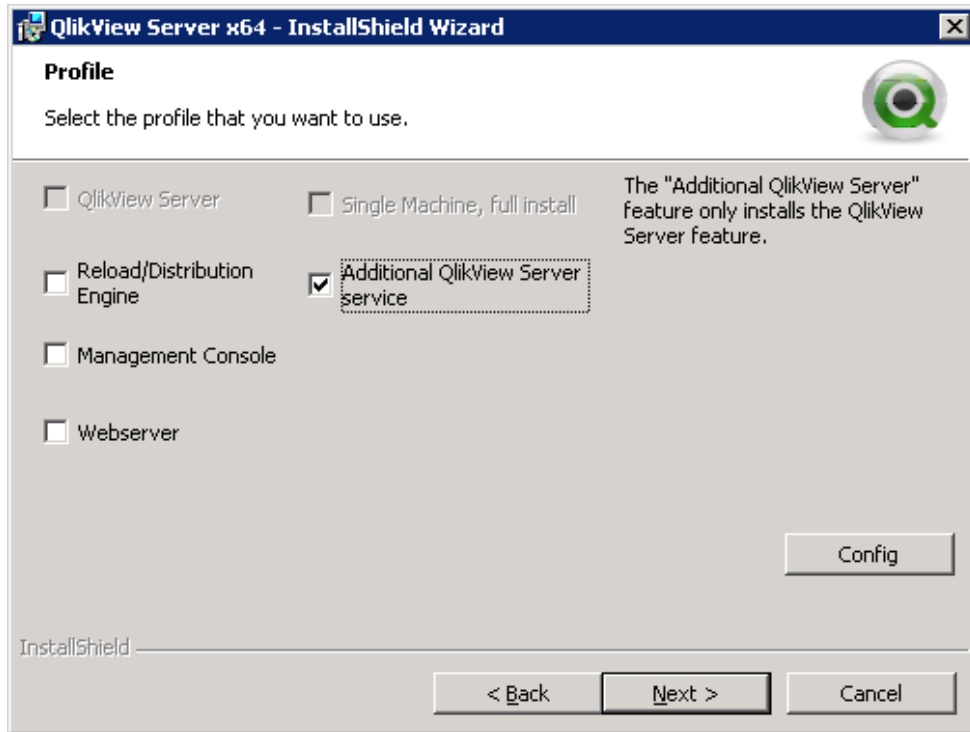 QlikView Server x64 - InstallShield Wizard
Profile
Select the profile that you want to use.
QlikView Server
Single Machine, full install
The "Additional QlikView Server"
feature only installs the QlikView
Server feature.
Reload/Distribution
Engine
Additional QlikView Server
service
Management Console
Webserver
Config
InstallShield
< Back
Next >
Cancel